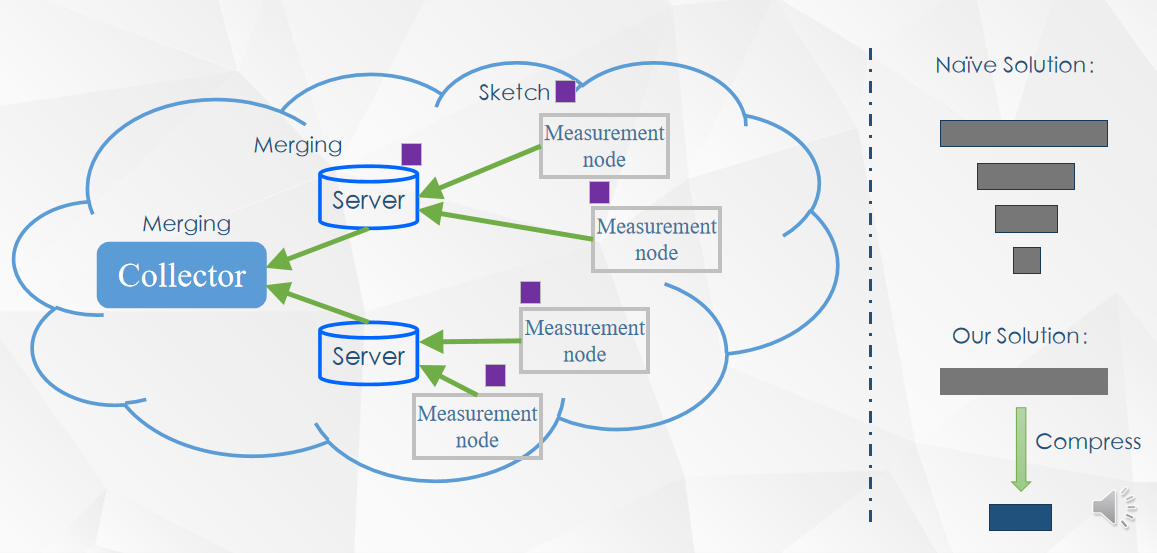 Sketch
Measurement
node
Merging
Server
Measurement
node
Merging
Collector
Measurement
node
Server
Measurement
node
Naïve Solution:
Our Solution:
Compress